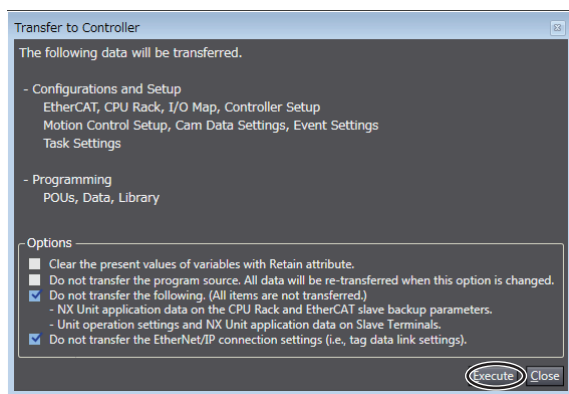 Transfer to Controller
The following data will be transferred.
- Configurations and Setup
EtherCAT, CPU Rack, I/O Map, Controller Setup
Motion Control Setup, Cam Data Settings, Event Settings
Task Settings
- Programming
POUs, Data, Library
Options
Clear the present values of variables with Retain attribute.
Do not transfer the program source. All data will be re-transferred when this option is changed.
Do not transfer the following. (All items are not transferred.)
- NX Unit application data on the CPU Rack and EtherCAT slave backup parameters.
- Unit operation settings and NX Unit application data on Slave Terminals.
Do not transfer the EtherNet/IP connection settings (i.e., tag data link settings).
Execute Close